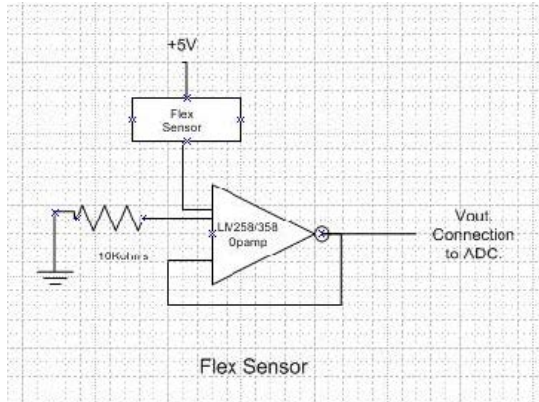 +5V
Flex
Sensor
LM258/358
Opamp
10Kohms
Vout.
Connection
to ADC.
Flex Sensor